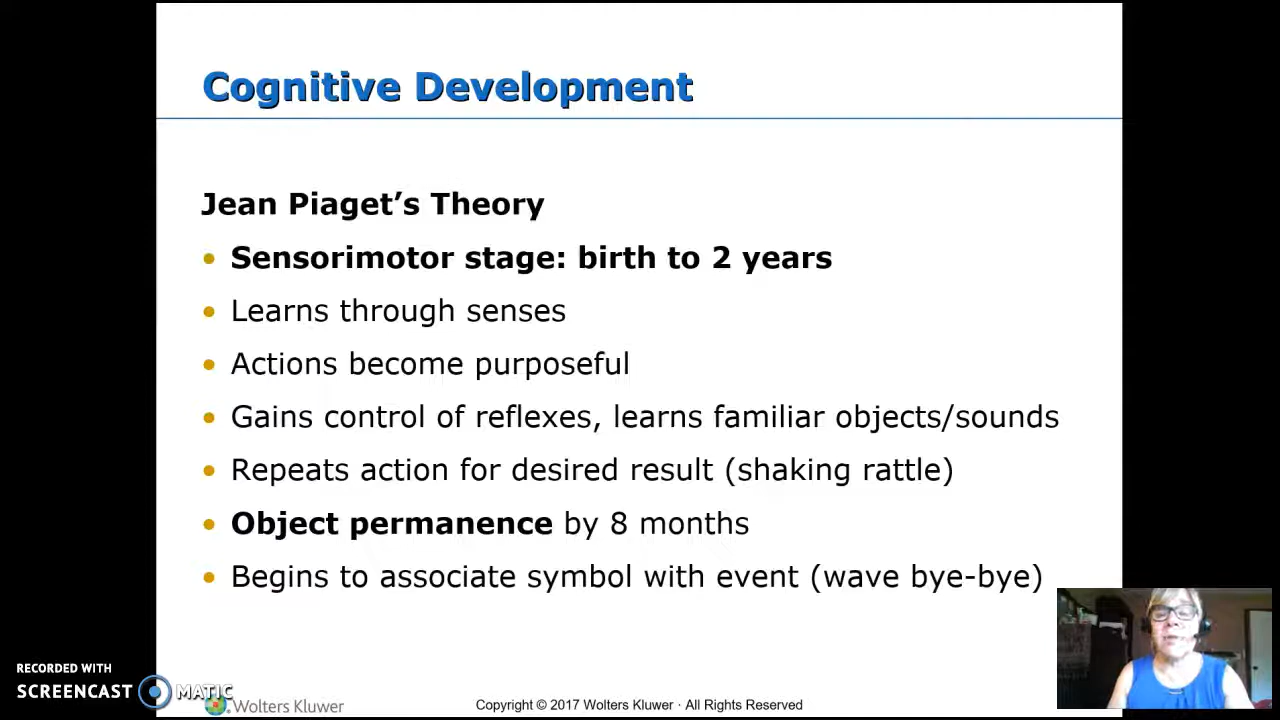 Cognitive Development
Jean Piaget’s Theory
• Sensorimotor stage: birth to 2 years
• Learns through senses
• Actions become purposeful
• Gains control of reflexes, learns familiar objects/sounds
• Repeats action for desired result (shaking rattle)
• Object permanence by 8 months
• Begins to associate symbol with event (wave bye-bye)
RECORDED WITH
SCREENCAST MATIC
Wolters Kluwer
Copyright © 2017 Wolters Kluwer · All Rights Reserved